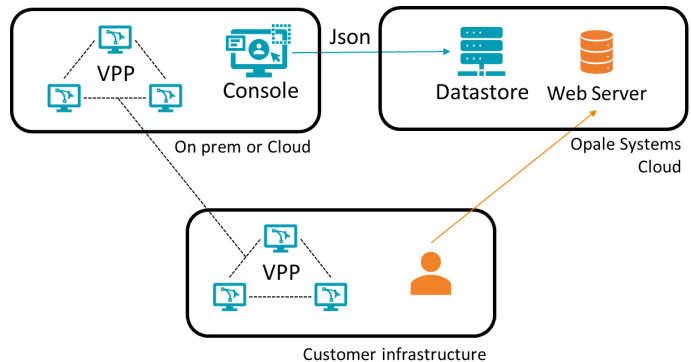 VPP
Console
Json
Datastore
Web Server
On prem or Cloud
Opale Systems
Cloud
VPP
Customer infrastructure